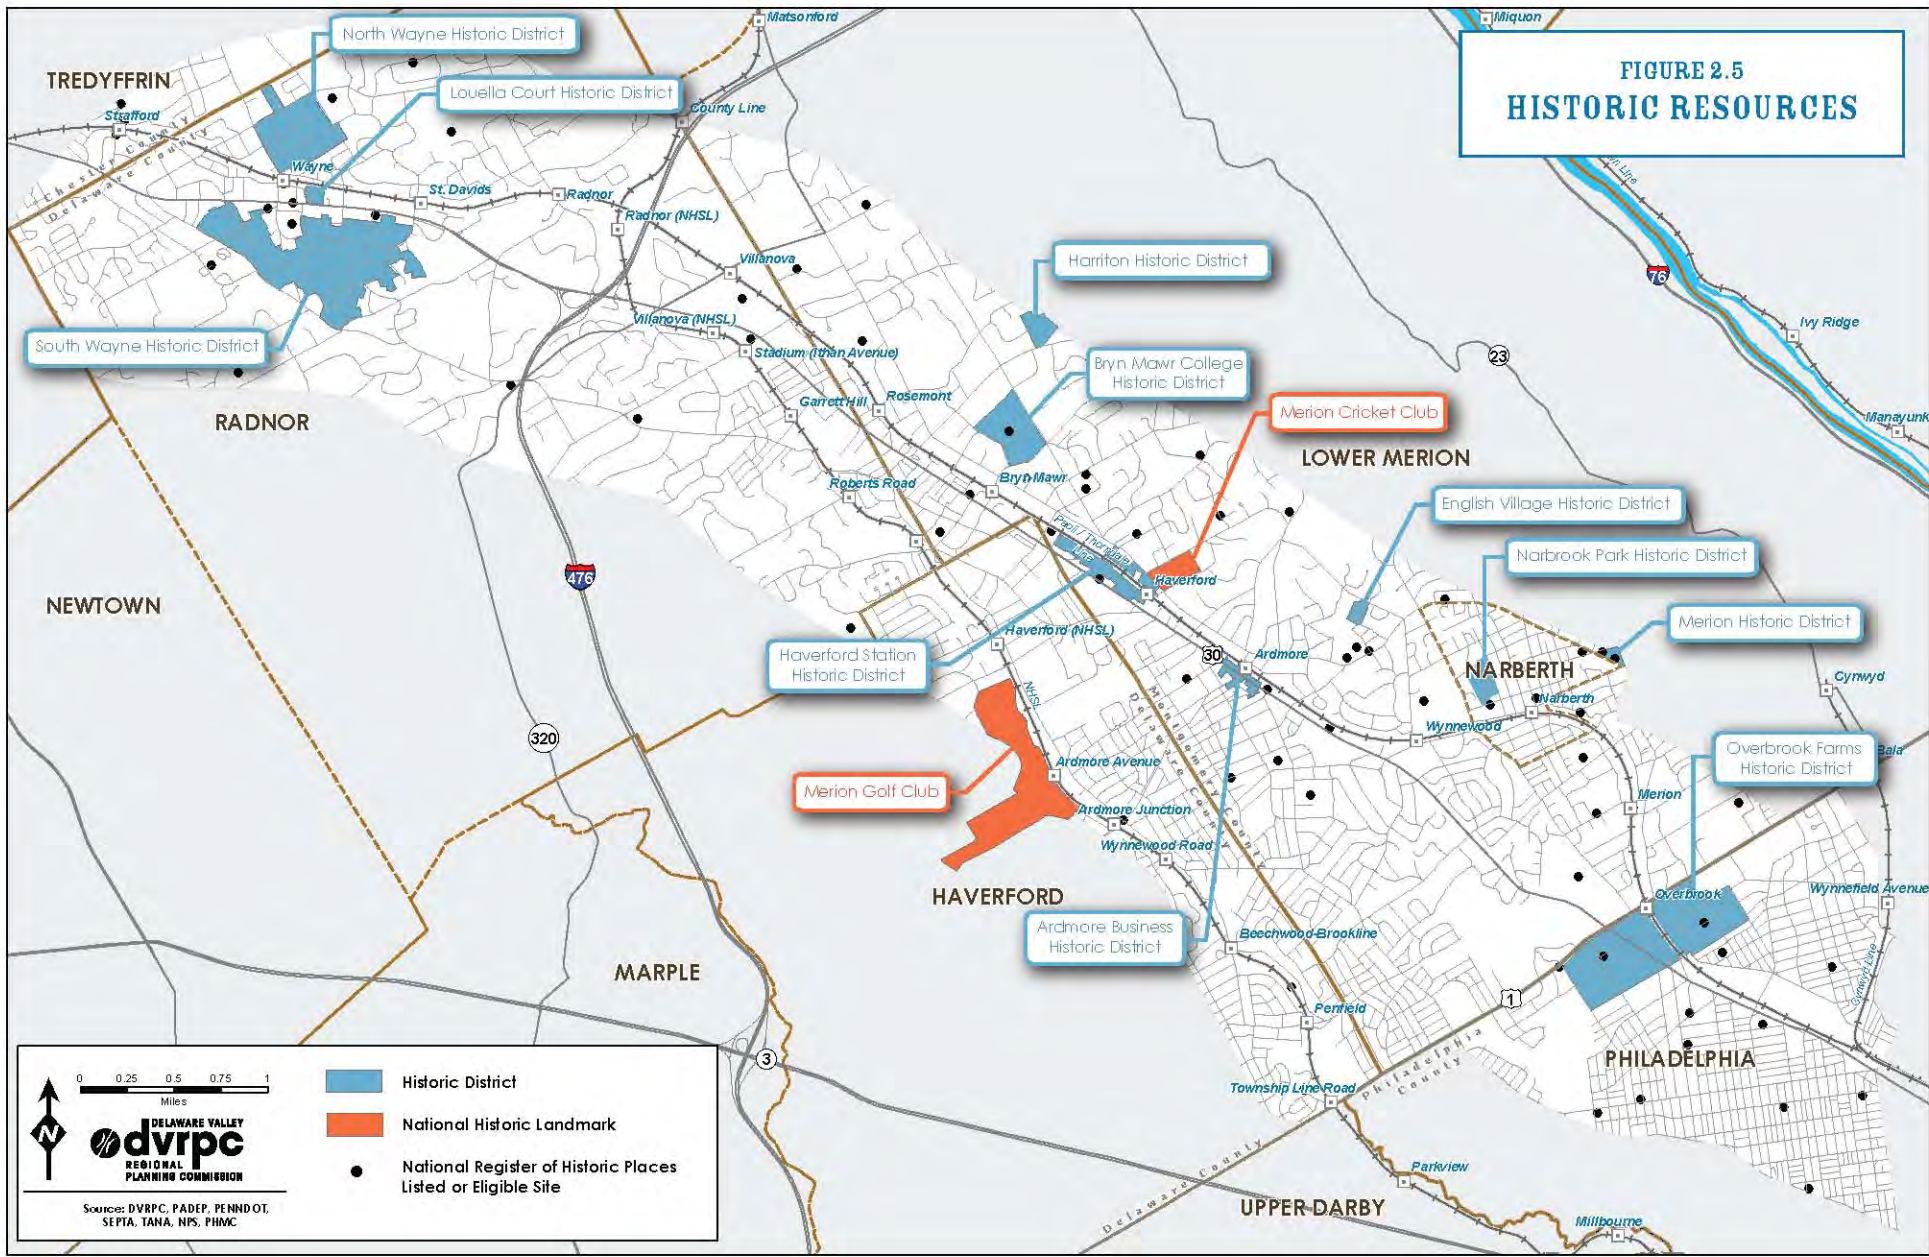 FIGURE 2.5
HISTORIC RESOURCES
Matsonford
Miquon
North Wayne Historic District
TREDYFFRIN
Louella Court Historic District
County Line
Strafford
Chester County
Delaware County
Wayne
St. Davids
Radnor
Radnor (NHSL)
Villanova
Harriton Historic District
76
Ivy Ridge
Villanova (NHSL)
South Wayne Historic District
Stadium (Ithan Avenue)
23
Bryn Mawr College
Historic District
Rosemont
Garrett Hill
Merion Cricket Club
Manayunk
RADNOR
LOWER MERION
Bryn Mawr
Roberts Road
English Village Historic District
Paoli / Thorndale
Line
Narbrook Park Historic District
476
Haverford
NEWTOWN
Merion Historic District
Haverford (NHSL)
Haverford Station
Historic District
30
Ardmore
NARBERTH
Cynwyd
NHSL
Montgomery County
Delaware County
Narberth
Wynnewood
320
Overbrook Farms
Historic District
Bala
Ardmore Avenue
Merion Golf Club
Merion
Ardmore Junction
Wynnewood Road
HAVERFORD
Overbrook
Wynnefield Avenue
Ardmore Business
Historic District
Beechwood-Brookline
MARPLE
Cynwyd Line
1
Penfield
3
PHILADELPHIA
Philadelphia
County
Township Line Road
Delaware County
Parkview
UPPER DARBY
Millbourne
0 0.25 0.5 0.75 1
Miles
N
DELAWARE VALLEY
dvrpc
REGIONAL
PLANNING COMMISSION
Source: DVRPC, PADEP, PENNDOT,
SEPTA, TANA, NPS, PHMC
Historic District
National Historic Landmark
National Register of Historic Places
Listed or Eligible Site